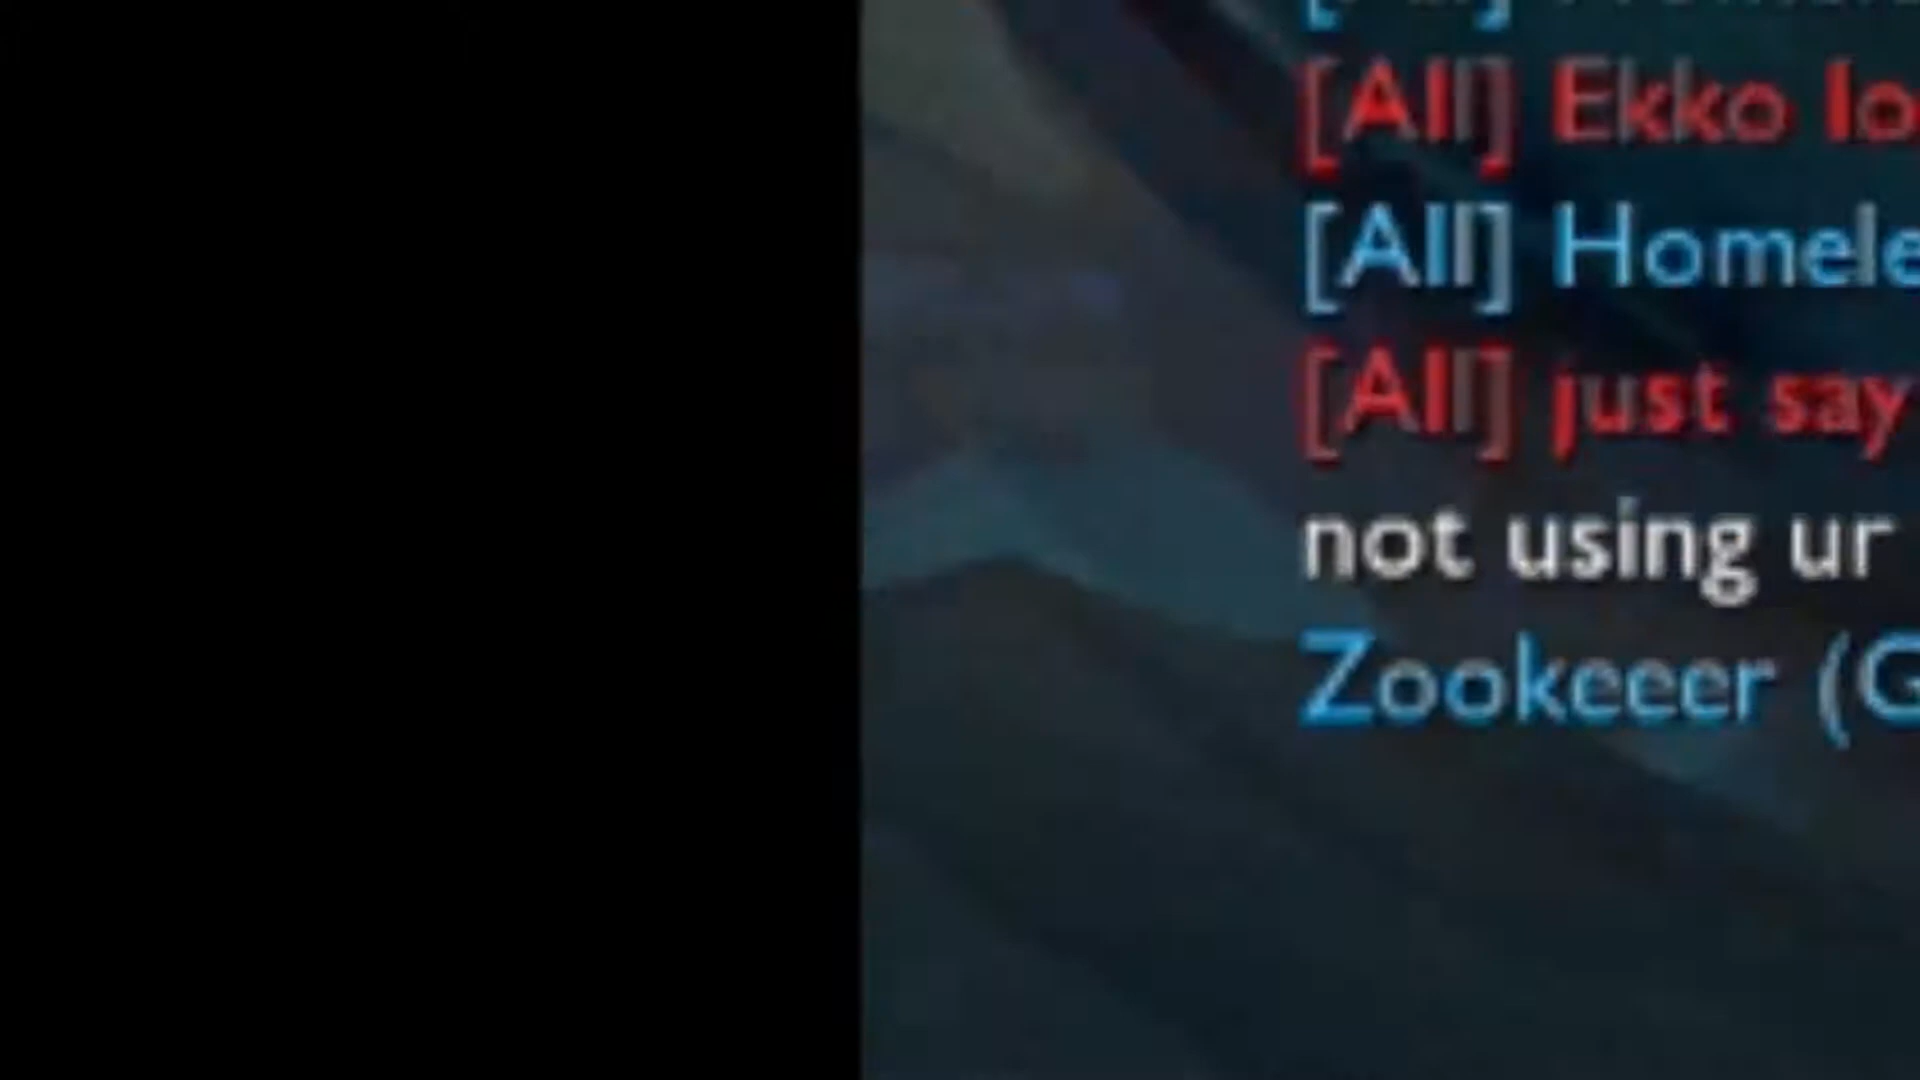 [All] Ekko lo
[All] Homele
[All] just say
not using ur
Zookeeer (G